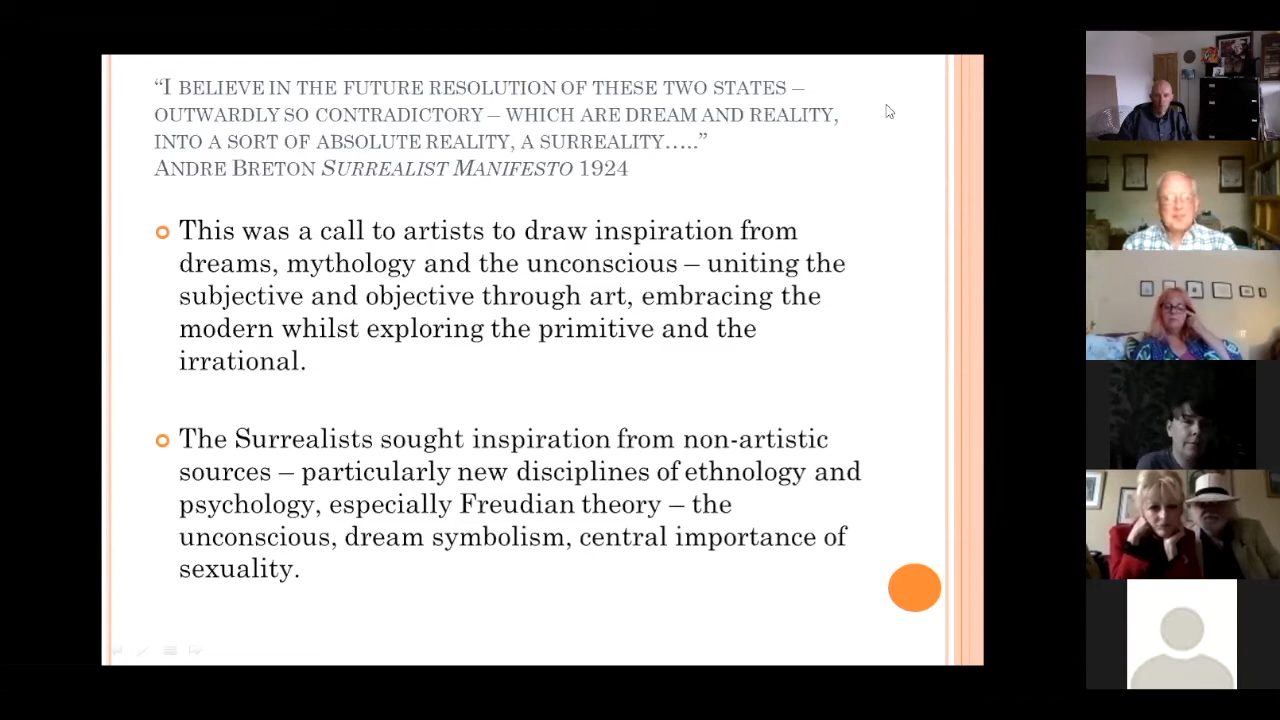 “I BELIEVE IN THE FUTURE RESOLUTION OF THESE TWO STATES –
OUTWARDLY SO CONTRADICTORY – WHICH ARE DREAM AND REALITY,
INTO A SORT OF ABSOLUTE REALITY, A SURREALITY…..”
ANDRE BRETON SURREALIST MANIFESTO 1924
This was a call to artists to draw inspiration from
dreams, mythology and the unconscious – uniting the
subjective and objective through art, embracing the
modern whilst exploring the primitive and the
irrational.
The Surrealists sought inspiration from non-artistic
sources – particularly new disciplines of ethnology and
psychology, especially Freudian theory – the
unconscious, dream symbolism, central importance of
sexuality.